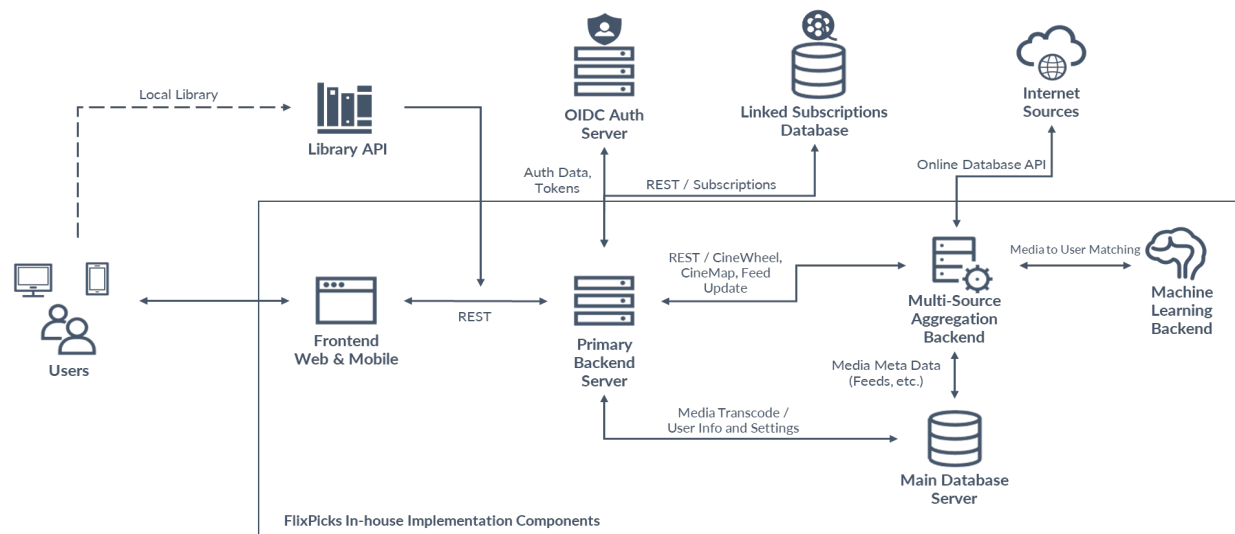 Local Library
Library API
OIDC Auth
Server
Linked Subscriptions
Database
Internet
Sources
Auth Data,
Tokens
REST / Subscriptions
Online Database API
Users
Frontend
Web & Mobile
REST
Primary
Backend
Server
REST / CineWheel,
CineMap, Feed
Update
Multi-Source
Aggregation
Backend
Media to User Matching
Machine
Learning
Backend
Media Meta Data
(Feeds, etc.)
Media Transcode /
User Info and Settings
Main Database
Server
FlixPicks In-house Implementation Components